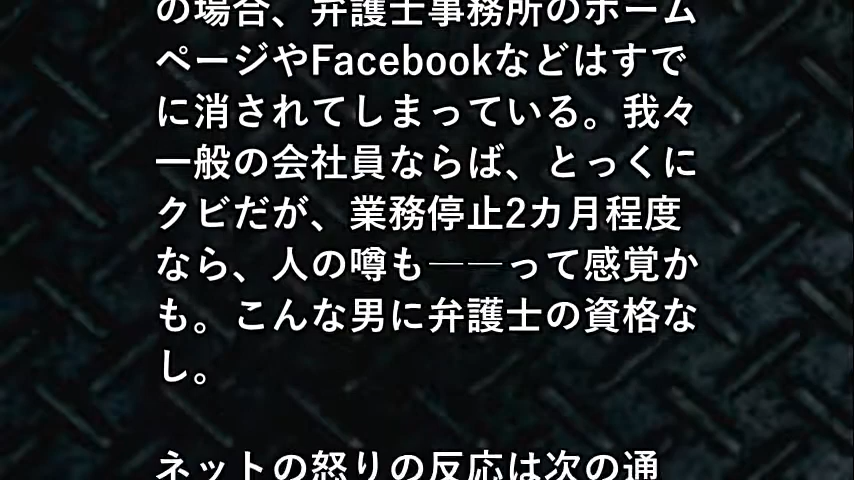 の場合、弁護士事務所のホーム
ページやFacebookなどはすで
に消されてしまっている。我々
一般の会社員ならば、とっくに
クビだが、業務停止2カ月程度
なら、人の噂も――って感覚か
も。こんな男に弁護士の資格な
し。
ネットの怒りの反応は次の通